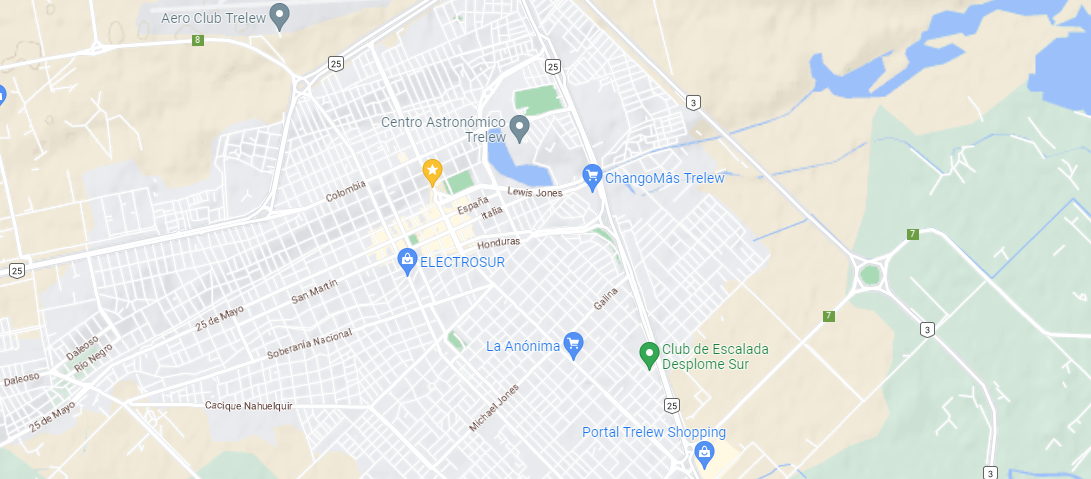 Aero Club Trelew
8
25
25
3
Centro Astronómico
Trelew
ChangoMâs Trelew
Colombia
Lewis Jones
España
Italia
Honduras
7
25
ELECTROSUR
San Martín
Galina
25 de Mayo
7
3
Soberanía Nacional
Daleoso
Río Negro
La Anónima
Club de Escalada
Desplome Sur
Daleoso
Cacique Nahuelquir
25
Michael Jones
25 de Mayo
Portal Trelew Shopping
3